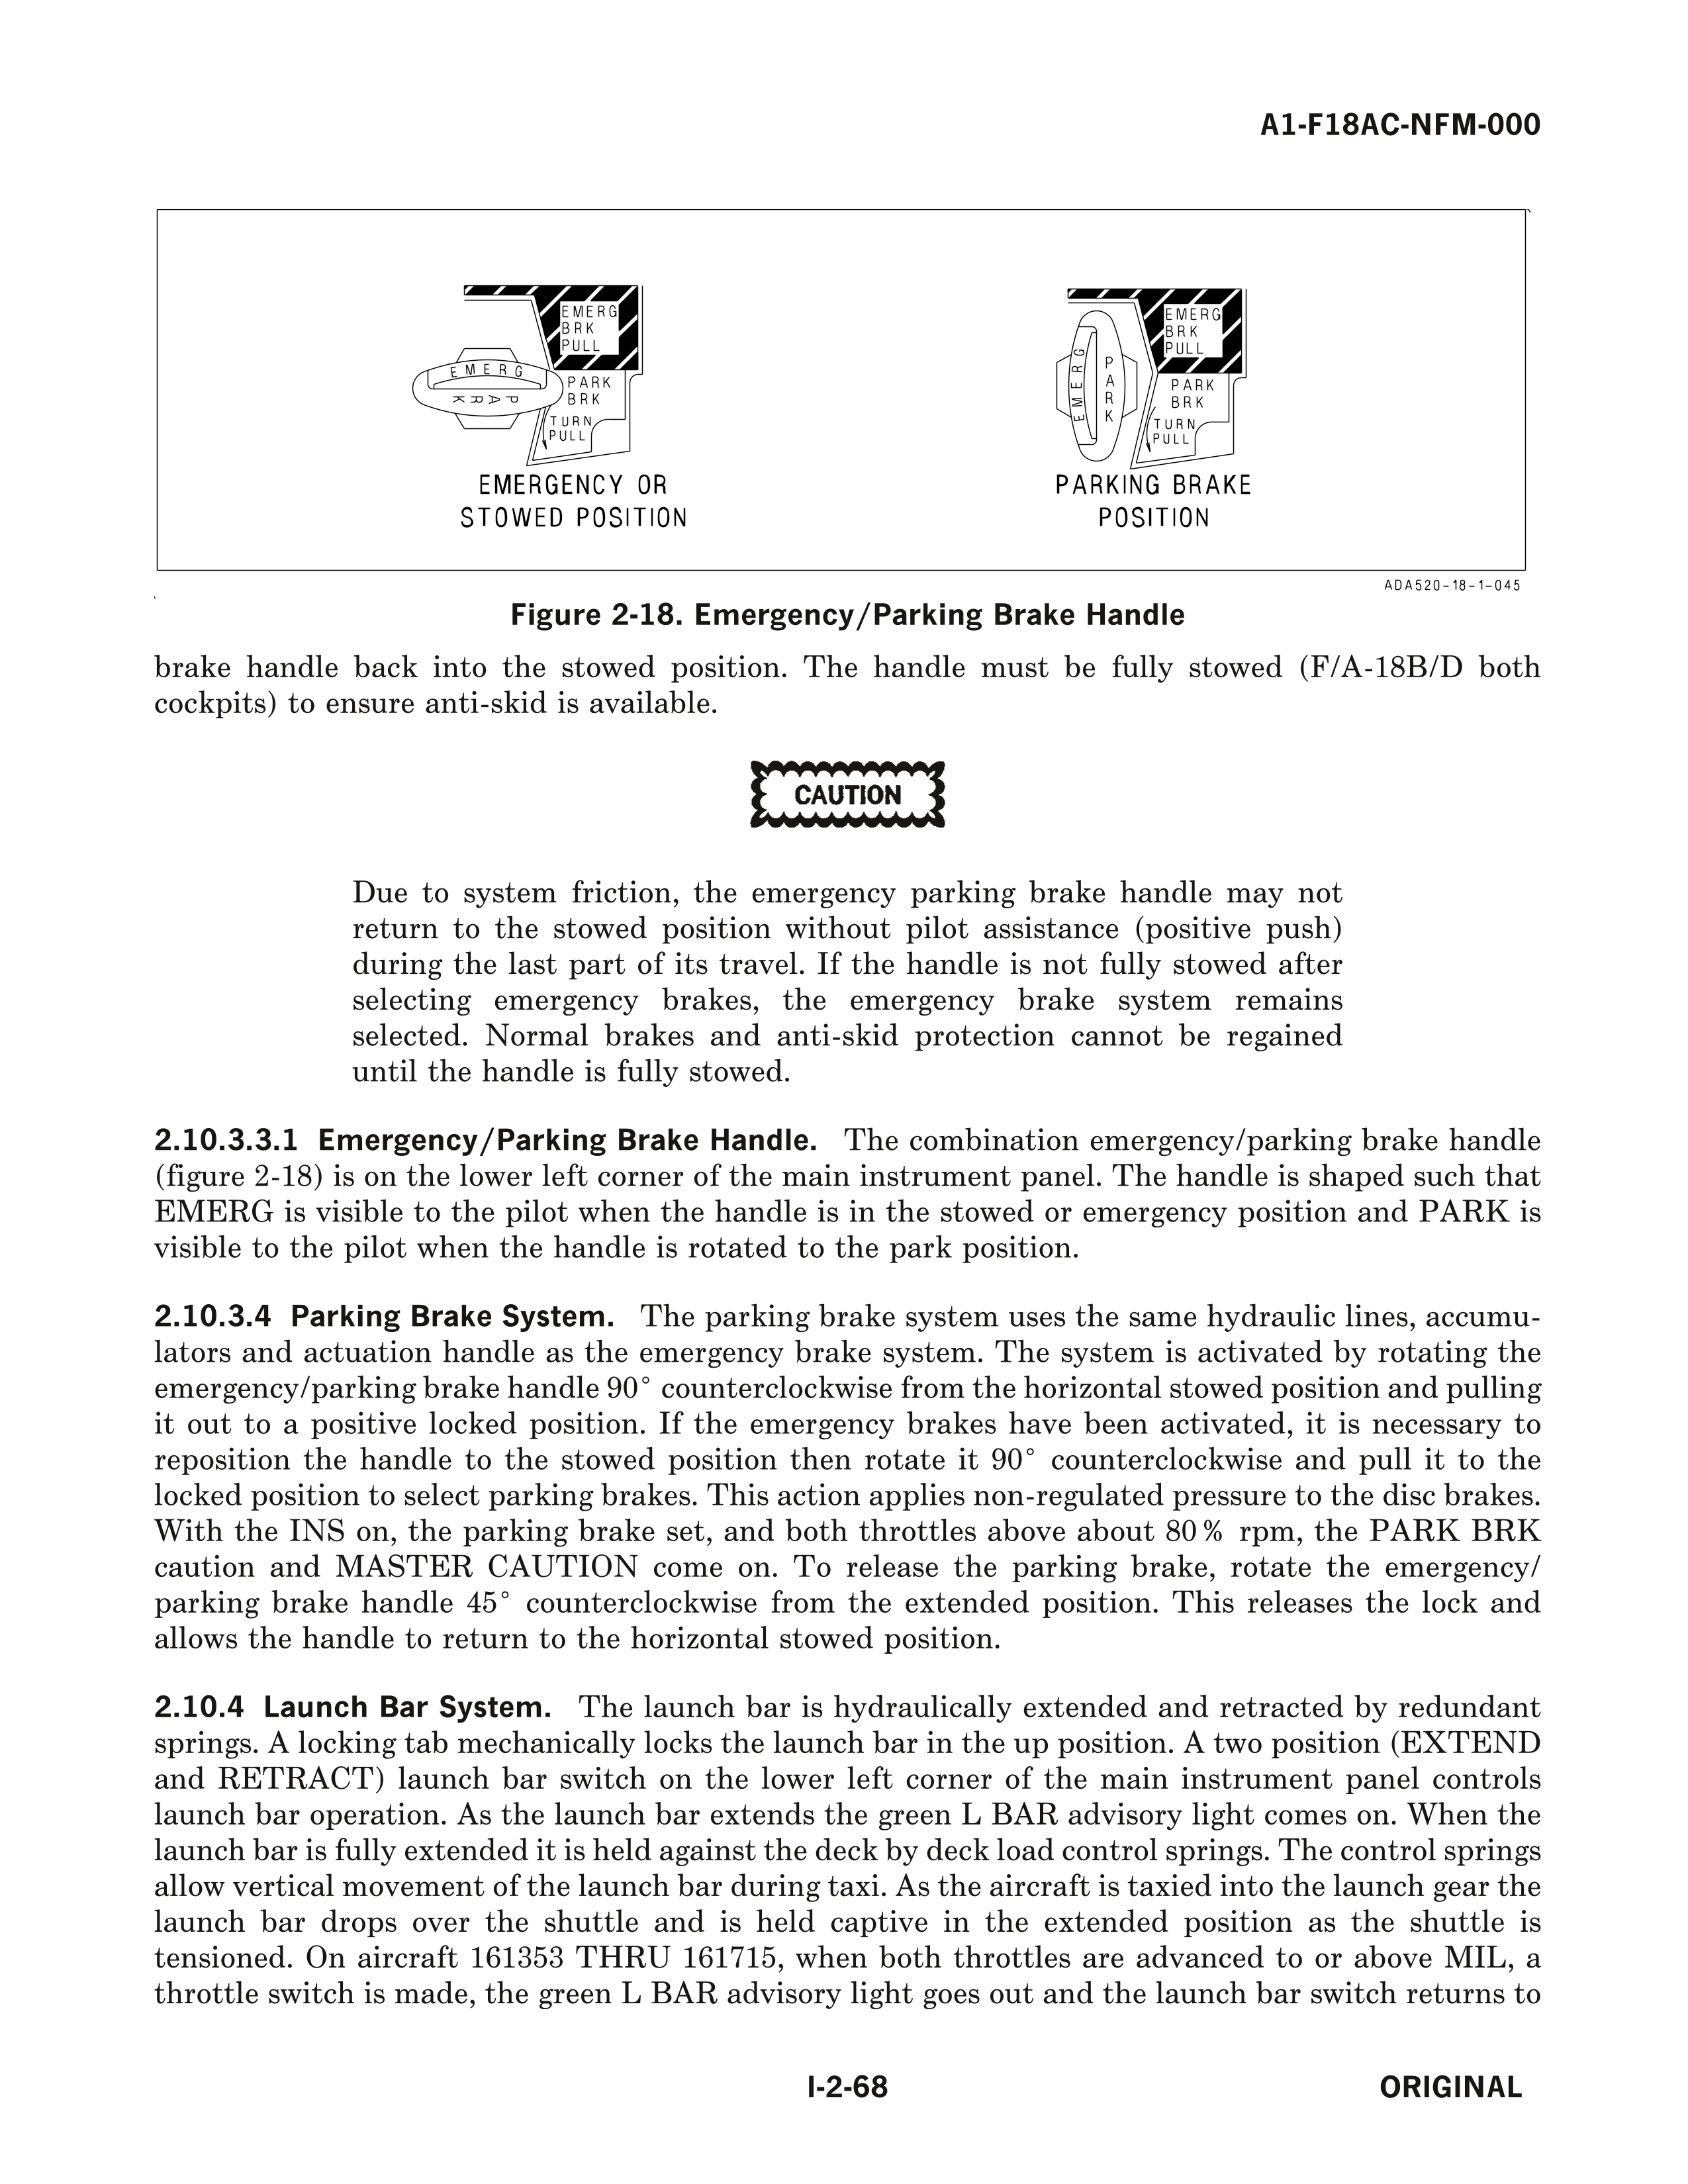 A1-F18AC-NFM-000
EMERG
BRK
PULL
EMERG
PARK
PARK
BRK
TURN
PULL
EMERGENCY OR
STOWED POSITION
EMERG
BRK
PULL
EMERG
PARK
PARK
BRK
TURN
PULL
PARKING BRAKE
POSITION
ADA520-18-1-045
Figure 2-18. Emergency/Parking Brake Handle
brake handle back into the stowed position. The handle must be fully stowed (F/A-18B/D both
cockpits) to ensure anti-skid is available.
CAUTION
Due to system friction, the emergency parking brake handle may not
return to the stowed position without pilot assistance (positive push)
during the last part of its travel. If the handle is not fully stowed after
selecting emergency brakes, the emergency brake system remains
selected. Normal brakes and anti-skid protection cannot be regained
until the handle is fully stowed.
2.10.3.3.1 Emergency/Parking Brake Handle. The combination emergency/parking brake handle
(figure 2-18) is on the lower left corner of the main instrument panel. The handle is shaped such that
EMERG is visible to the pilot when the handle is in the stowed or emergency position and PARK is
visible to the pilot when the handle is rotated to the park position.
2.10.3.4 Parking Brake System. The parking brake system uses the same hydraulic lines, accumu-
lators and actuation handle as the emergency brake system. The system is activated by rotating the
emergency/parking brake handle 90° counterclockwise from the horizontal stowed position and pulling
it out to a positive locked position. If the emergency brakes have been activated, it is necessary to
reposition the handle to the stowed position then rotate it 90° counterclockwise and pull it to the
locked position to select parking brakes. This action applies non-regulated pressure to the disc brakes.
With the INS on, the parking brake set, and both throttles above about 80% rpm, the PARK BRK
caution and MASTER CAUTION come on. To release the parking brake, rotate the emergency/
parking brake handle 45° counterclockwise from the extended position. This releases the lock and
allows the handle to return to the horizontal stowed position.
2.10.4 Launch Bar System. The launch bar is hydraulically extended and retracted by redundant
springs. A locking tab mechanically locks the launch bar in the up position. A two position (EXTEND
and RETRACT) launch bar switch on the lower left corner of the main instrument panel controls
launch bar operation. As the launch bar extends the green L BAR advisory light comes on. When the
launch bar is fully extended it is held against the deck by deck load control springs. The control springs
allow vertical movement of the launch bar during taxi. As the aircraft is taxied into the launch gear the
launch bar drops over the shuttle and is held captive in the extended position as the shuttle is
tensioned. On aircraft 161353 THRU 161715, when both throttles are advanced to or above MIL, a
throttle switch is made, the green L BAR advisory light goes out and the launch bar switch returns to
I-2-68
ORIGINAL